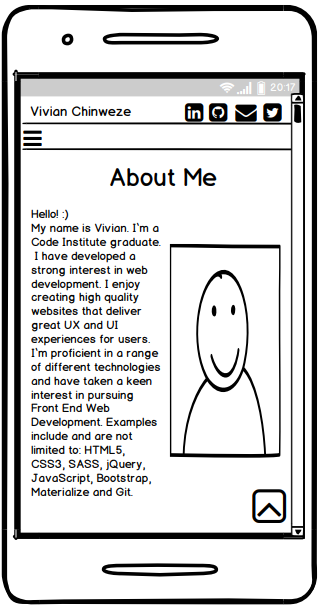 20:17
Vivian Chinweze
About Me
Hello! :)
My name is Vivian. I`m a
Code Institute graduate.
I have developed a
strong interest in web
development. I enjoy
creating high quality
websites that deliver
great UX and UI
experiences for users.
I`m proficient in a range
of different technologies
and have taken a keen
interest in pursuing
Front End Web
Development. Examples
include and are not
limited to: HTML5,
CSS3, SASS, jQuery,
JavaScript, Bootstrap,
Materialize and Git.